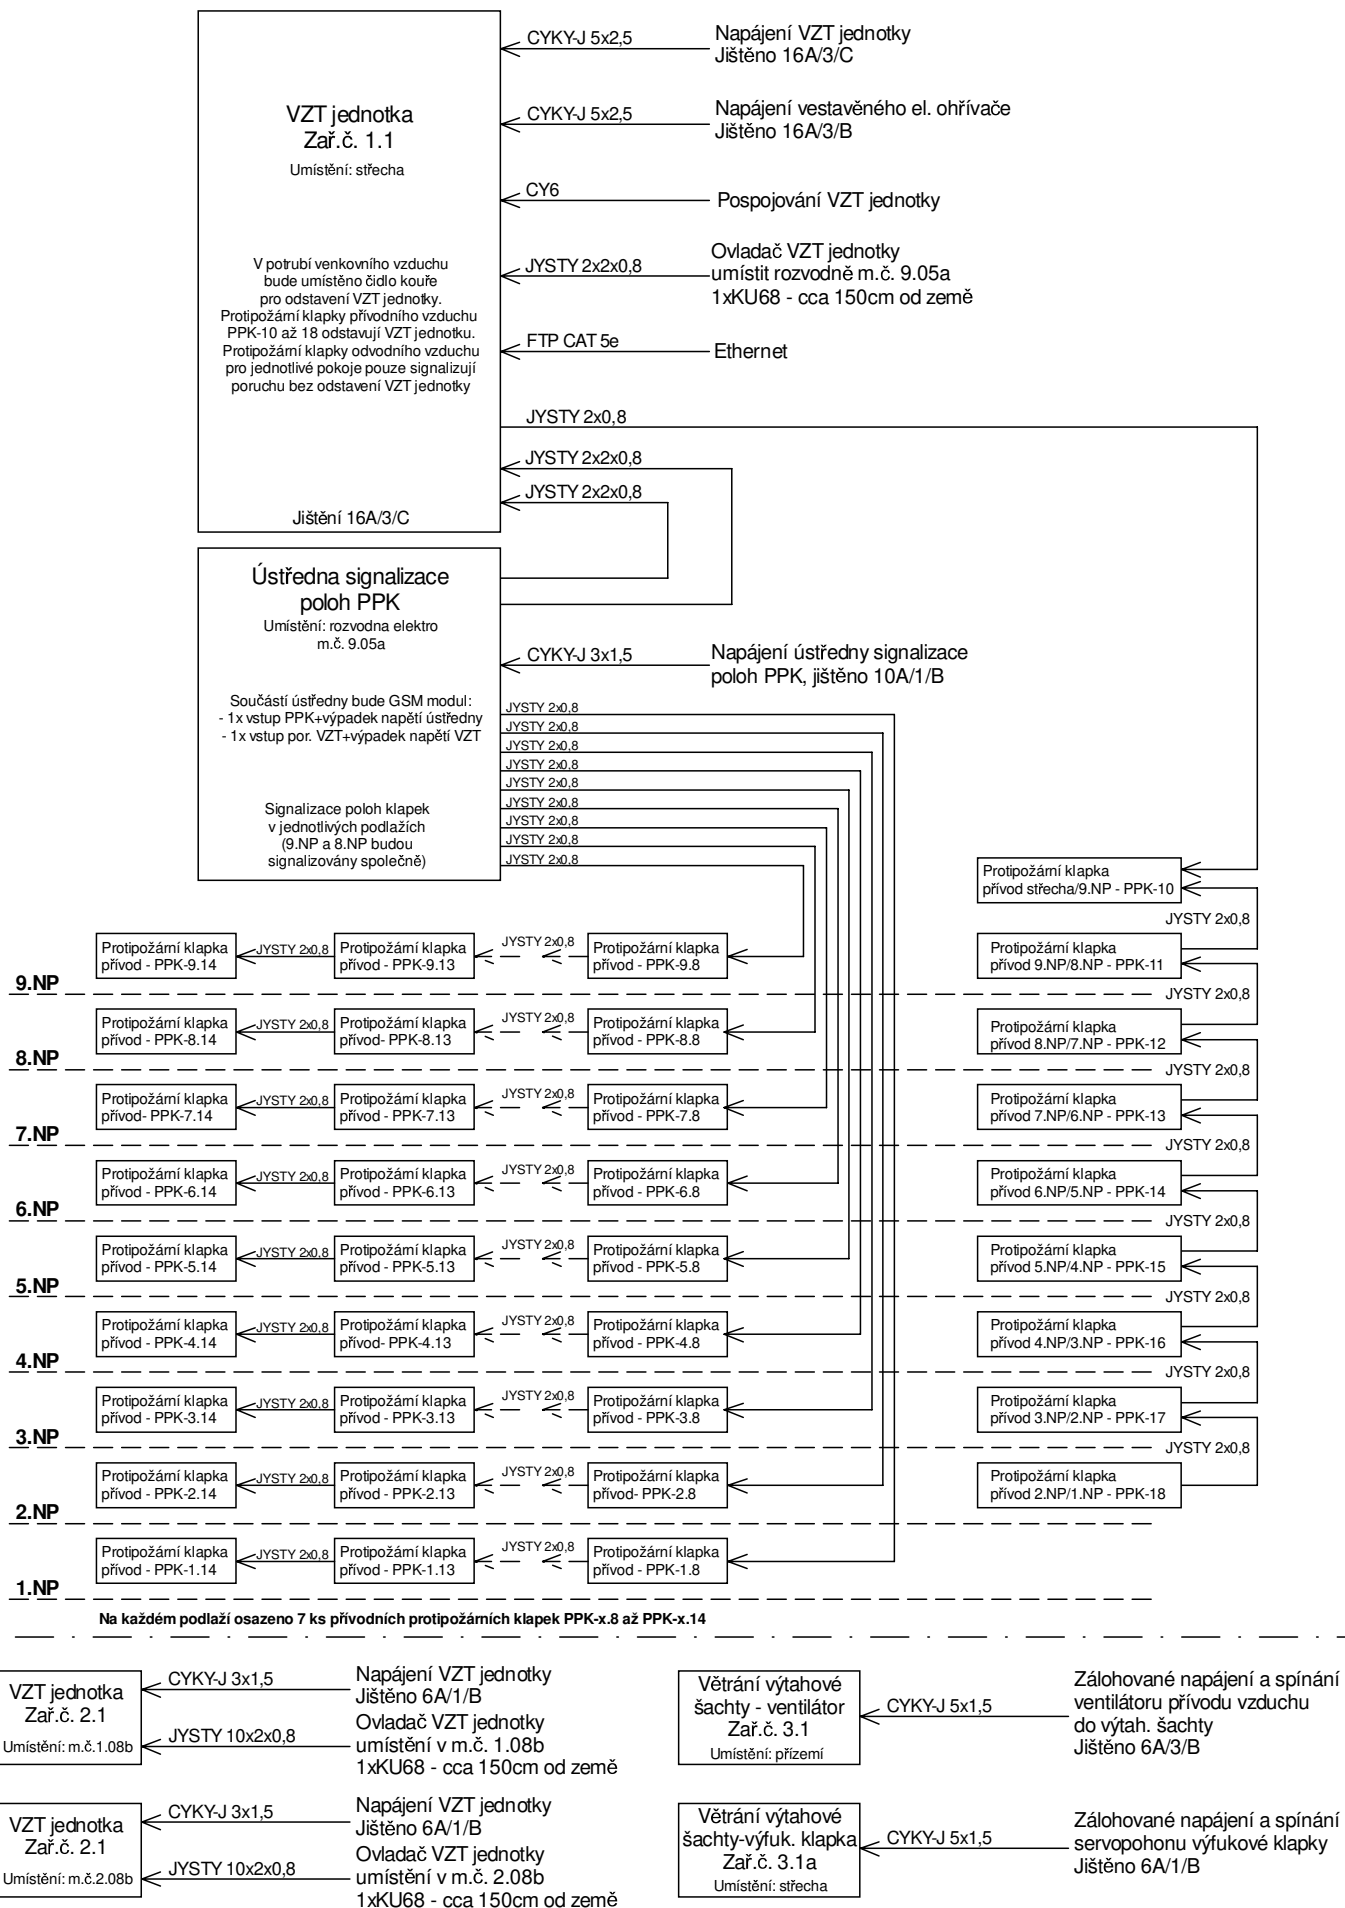 CYKY-J 5x2,5
Napájení VZT jednotky
Jištěno 16A/3/C
VZT jednotka
Zař.č. 1.1
Umístění: střecha
CYKY-J 5x2,5
Napájení vestavěného el. ohřívače
Jištěno 16A/3/B
CY6
Pospojování VZT jednotky
V potrubí venkovního vzduchu
bude umístěno čidlo kouře
pro odstavení VZT jednotky.
Protipožární klapky přívodního vzduchu
PPK-10 až 18 odstavují VZT jednotku.
Protipožární klapky odvodního vzduchu
pro jednotlivé pokoje pouze signalizují
poruchu bez odstavení VZT jednotky
JYSTY 2x2x0,8
Ovladač VZT jednotky
umístit rozvodně m.č. 9.05a
1xKU68 - cca 150cm od země
FTP CAT 5e
Ethernet
JYSTY 2x0,8
JYSTY 2x2x0,8
JYSTY 2x2x0,8
Jištění 16A/3/C
Ústředna signalizace
poloh PPK
Umístění: rozvodna elektro
m.č. 9.05a
CYKY-J 3x1,5
Napájení ústředny signalizace
poloh PPK, jištěno 10A/1/B
Součástí ústředny bude GSM modul:
- 1x vstup PPK+výpadek napětí ústředny
- 1x vstup por. VZT+výpadek napětí VZT
Signalizace poloh klapek
v jednotlivých podlažích
(9.NP a 8.NP budou
signalizovány společně)
JYSTY 2x0,8
JYSTY 2x0,8
JYSTY 2x0,8
JYSTY 2x0,8
JYSTY 2x0,8
JYSTY 2x0,8
JYSTY 2x0,8
JYSTY 2x0,8
JYSTY 2x0,8
Protipožární klapka
přívod střecha/9.NP - PPK-10
JYSTY 2x0,8
Protipožární klapka
přívod - PPK-9.14
JYSTY 2x0,8
Protipožární klapka
přívod - PPK-9.13
JYSTY 2x0,8
Protipožární klapka
přívod - PPK-9.8
Protipožární klapka
přívod 9.NP/8.NP - PPK-11
9.NP
JYSTY 2x0,8
Protipožární klapka
přívod - PPK-8.14
JYSTY 2x0,8
Protipožární klapka
přívod- PPK-8.13
JYSTY 2x0,8
Protipožární klapka
přívod - PPK-8.8
Protipožární klapka
přívod 8.NP/7.NP - PPK-12
8.NP
JYSTY 2x0,8
Protipožární klapka
přívod- PPK-7.14
JYSTY 2x0,8
Protipožární klapka
přívod - PPK-7.13
JYSTY 2x0,8
Protipožární klapka
přívod - PPK-7.8
Protipožární klapka
přívod 7.NP/6.NP - PPK-13
7.NP
JYSTY 2x0,8
Protipožární klapka
přívod - PPK-6.14
JYSTY 2x0,8
Protipožární klapka
přívod - PPK-6.13
JYSTY 2x0,8
Protipožární klapka
přívod - PPK-6.8
Protipožární klapka
přívod 6.NP/5.NP - PPK-14
6.NP
JYSTY 2x0,8
Protipožární klapka
přívod - PPK-5.14
JYSTY 2x0,8
Protipožární klapka
přívod - PPK-5.13
JYSTY 2x0,8
Protipožární klapka
přívod - PPK-5.8
Protipožární klapka
přívod 5.NP/4.NP - PPK-15
5.NP
JYSTY 2x0,8
Protipožární klapka
přívod - PPK-4.14
JYSTY 2x0,8
Protipožární klapka
přívod- PPK-4.13
JYSTY 2x0,8
Protipožární klapka
přívod - PPK-4.8
Protipožární klapka
přívod 4.NP/3.NP - PPK-16
4.NP
JYSTY 2x0,8
Protipožární klapka
přívod - PPK-3.14
JYSTY 2x0,8
Protipožární klapka
přívod - PPK-3.13
JYSTY 2x0,8
Protipožární klapka
přívod - PPK-3.8
Protipožární klapka
přívod 3.NP/2.NP - PPK-17
3.NP
JYSTY 2x0,8
Protipožární klapka
přívod - PPK-2.14
JYSTY 2x0,8
Protipožární klapka
přívod - PPK-2.13
JYSTY 2x0,8
Protipožární klapka
přívod- PPK-2.8
Protipožární klapka
přívod 2.NP/1.NP - PPK-18
2.NP
Protipožární klapka
přívod - PPK-1.14
JYSTY 2x0,8
Protipožární klapka
přívod - PPK-1.13
JYSTY 2x0,8
Protipožární klapka
přívod - PPK-1.8
1.NP
Na každém podlaží osazeno 7 ks přívodních protipožárních klapek PPK-x.8 až PPK-x.14
VZT jednotka
Zař.č. 2.1
Umístění: m.č.1.08b
CYKY-J 3x1,5
Napájení VZT jednotky
Jištěno 6A/1/B
JYSTY 10x2x0,8
Ovladač VZT jednotky
umístění v m.č. 1.08b
1xKU68 - cca 150cm od země
Větrání výtahové
šachty - ventilátor
Zař.č. 3.1
Umístění: přízemí
CYKY-J 5x1,5
Zálohované napájení a spínání
ventilátoru přívodu vzduchu
do výtah. šachty
Jištěno 6A/3/B
VZT jednotka
Zař.č. 2.1
Umístění: m.č.2.08b
CYKY-J 3x1,5
Napájení VZT jednotky
Jištěno 6A/1/B
JYSTY 10x2x0,8
Ovladač VZT jednotky
umístění v m.č. 2.08b
1xKU68 - cca 150cm od země
Větrání výtahové
šachty-výfuk. klapka
Zař.č. 3.1a
Umístění: střecha
CYKY-J 5x1,5
Zálohované napájení a spínání
servopohonu výfukové klapky
Jištěno 6A/1/B